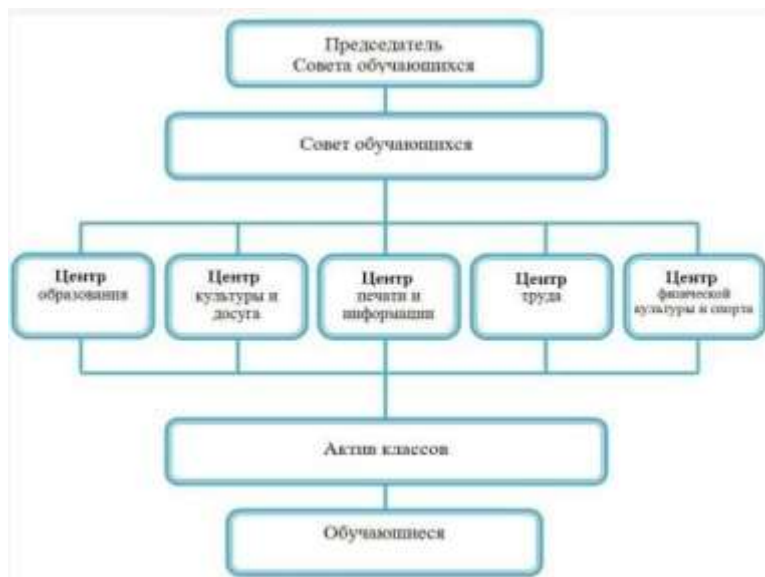 Председатель
Совета обучающихся
Совет обучающихся
Центр
образования
Центр
культуры и
досуга
Центр
печати и
информации
Центр
труда
Центр
физической
культуры и спорта
Актив классов
Обучающиеся